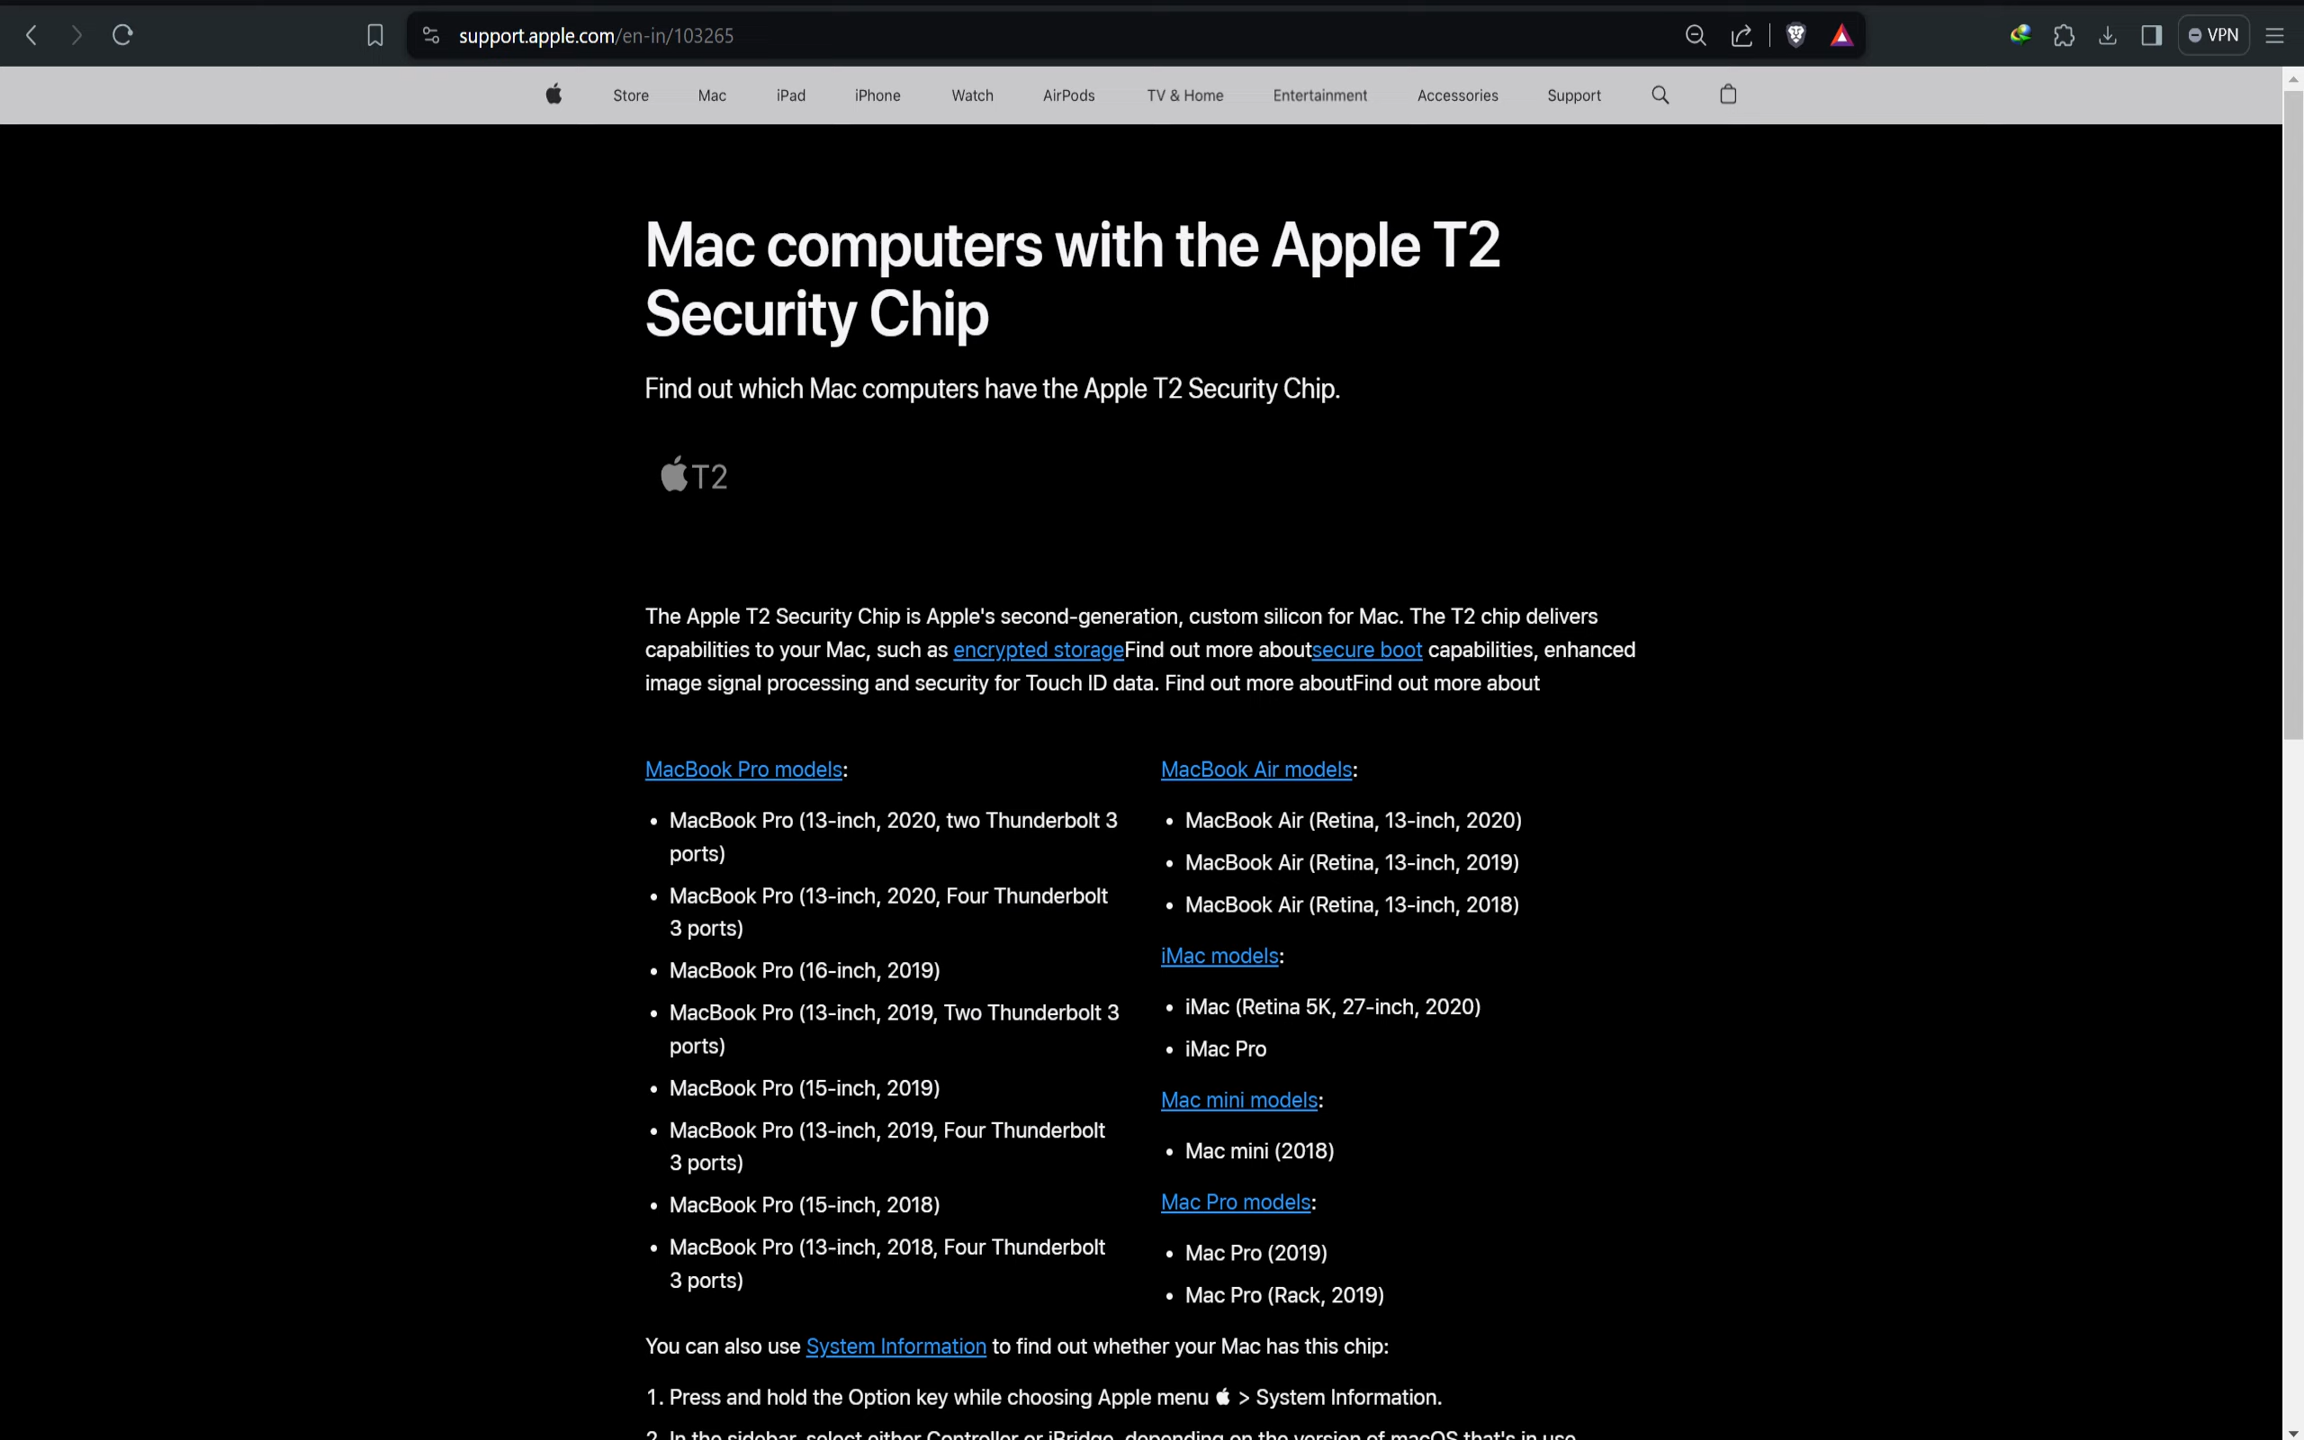 support.apple.com/en-in/103265
VPN
Store Mac iPad iPhone Watch AirPods TV & Home Entertainment Accessories Support
Mac computers with the Apple T2
Security Chip
Find out which Mac computers have the Apple T2 Security Chip.
T2
The Apple T2 Security Chip is Apple's second-generation, custom silicon for Mac. The T2 chip delivers
capabilities to your Mac, such as encrypted storageFind out more aboutsecure boot capabilities, enhanced
image signal processing and security for Touch ID data. Find out more aboutFind out more about
MacBook Pro models:
• MacBook Pro (13-inch, 2020, two Thunderbolt 3
ports)
• MacBook Pro (13-inch, 2020, Four Thunderbolt
3 ports)
• MacBook Pro (16-inch, 2019)
• MacBook Pro (13-inch, 2019, Two Thunderbolt 3
ports)
• MacBook Pro (15-inch, 2019)
• MacBook Pro (13-inch, 2019, Four Thunderbolt
3 ports)
• MacBook Pro (15-inch, 2018)
• MacBook Pro (13-inch, 2018, Four Thunderbolt
3 ports)
MacBook Air models:
• MacBook Air (Retina, 13-inch, 2020)
• MacBook Air (Retina, 13-inch, 2019)
• MacBook Air (Retina, 13-inch, 2018)
iMac models:
• iMac (Retina 5K, 27-inch, 2020)
• iMac Pro
Mac mini models:
• Mac mini (2018)
Mac Pro models:
• Mac Pro (2019)
• Mac Pro (Rack, 2019)
You can also use System Information to find out whether your Mac has this chip:
1. Press and hold the Option key while choosing Apple menu > System Information.
2. In the sidebar, select either Controller or iBridge, depending on the version of macOS that's in use.